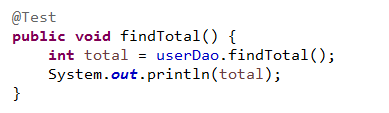 @Test
public void findTotal() {
    int total = userDao.findTotal();
    System.out.println(total);
}